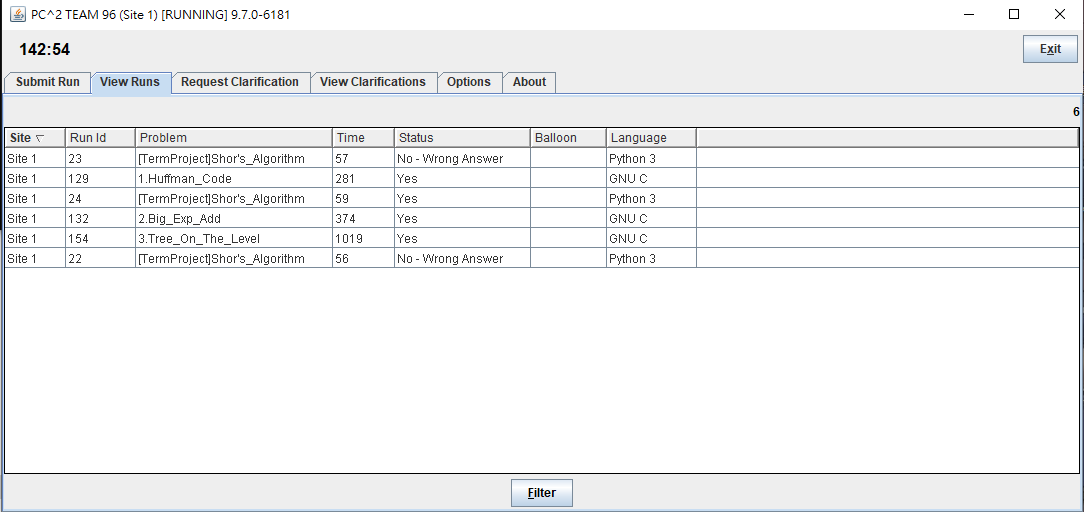 PC^2 TEAM 96 (Site 1) [RUNNING] 9.7.0-6181
142:54
Exit
Submit Run View Runs Request Clarification View Clarifications Options About
6
Site Run Id Problem Time Status Balloon Language
Site 1 23 [TermProject]Shor's_Algorithm 57 No - Wrong Answer Python 3
Site 1 129 1.Huffman_Code 281 Yes GNU C
Site 1 24 [TermProject]Shor's_Algorithm 59 Yes Python 3
Site 1 132 2.Big_Exp_Add 374 Yes GNU C
Site 1 154 3.Tree_On_The_Level 1019 Yes GNU C
Site 1 22 [TermProject]Shor's_Algorithm 56 No - Wrong Answer Python 3
Filter